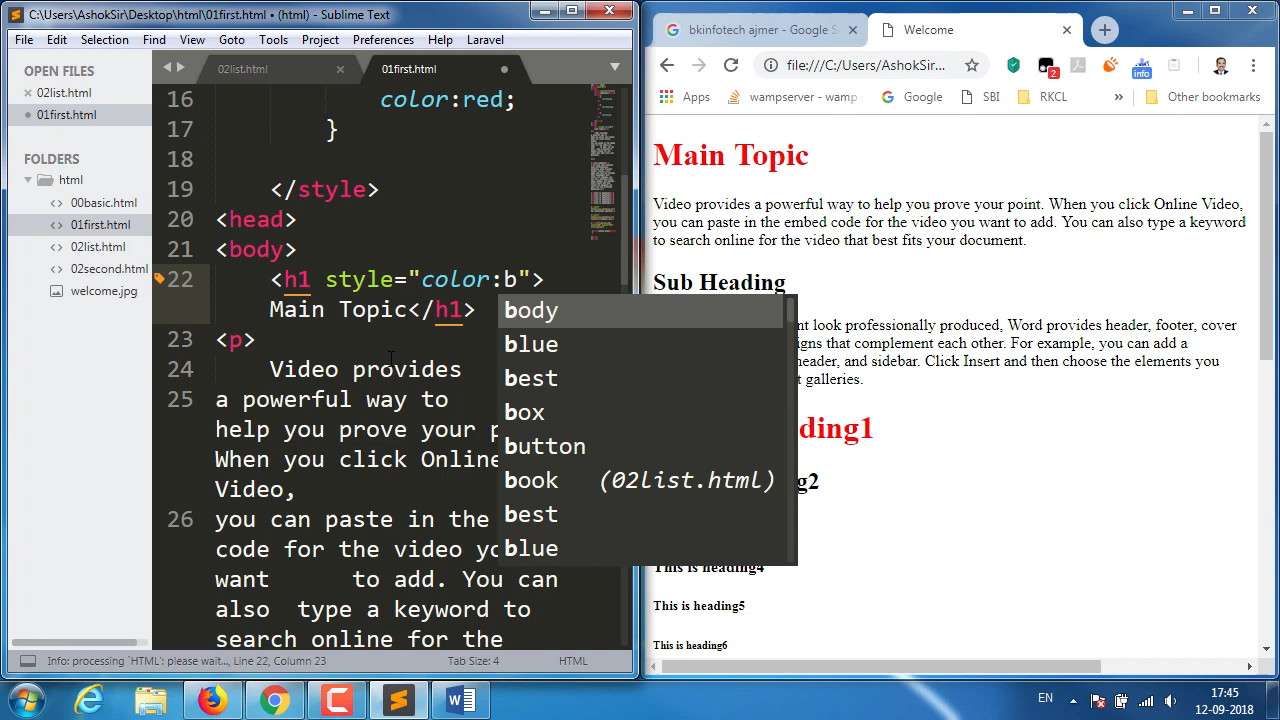 C:\Users\AshokSir\Desktop\html\01first.html • (html) - Sublime Text
File Edit Selection Find View Goto Tools Project Preferences Help Laravel
OPEN FILES
02list.html
01first.html
FOLDERS
html
00basic.html
01first.html
02list.html
02second.html
welcome.jpg
02list.html
01first.html
16 color:red;
17 }
18
19 </style>
20 <head>
21 <body>
22 <h1 style="color:b">
Main Topic</h1>
23 <p>
24 Video provides
25 a powerful way to
help you prove your p
When you click Online
Video,
26 you can paste in the
code for the video yo
want to add. You can
also type a keyword to
search online for the
body
blue
best
box
button
book (02list.html)
best
blue
Info: processing `HTML': please wait..., Line 22, Column 23
Tab Size: 4
HTML
bkinfotech ajmer - Google S
Welcome
file:///C:/Users/AshokSir...
2
info
Apps
wampserver - wamp
Google
SBI
RKCL
»
Other bookmarks
Main Topic
Video provides a powerful way to help you prove your point. When you click Online Video,
you can paste in the embed code for the video you want to add. You can also type a keyword
to search online for the video that best fits your document.
Sub Heading
nt look professionally produced, Word provides header, footer, cover
igns that complement each other. For example, you can add a
header, and sidebar. Click Insert and then choose the elements you
t galleries.
ding1
g2
This is heading4
This is heading5
This is heading6
EN
17:45
12-09-2018